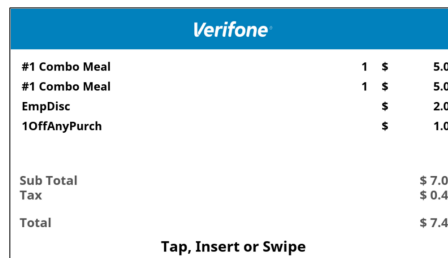 Verifone
#1 Combo Meal 1 $ 5.0
#1 Combo Meal 1 $ 5.0
EmpDisc $ 2.0
1OffAnyPurch $ 1.0
Sub Total $ 7.0
Tax $ 0.4
Total $ 7.4
Tap, Insert or Swipe